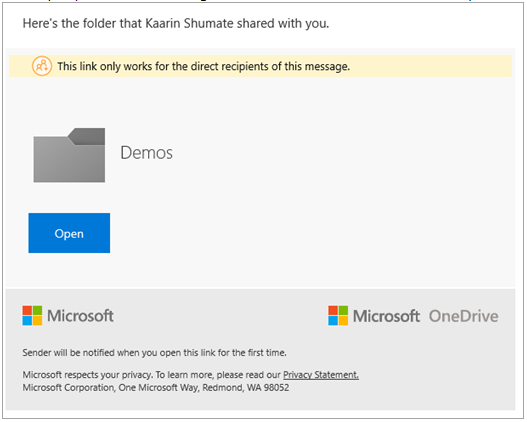 Here's the folder that Kaarin Shumate shared with you.
This link only works for the direct recipients of this message.
Demos
Open
Microsoft
Microsoft OneDrive
Sender will be notified when you open this link for the first time.
Microsoft respects your privacy. To learn more, please read our Privacy Statement.
Microsoft Corporation, One Microsoft Way, Redmond, WA 98052